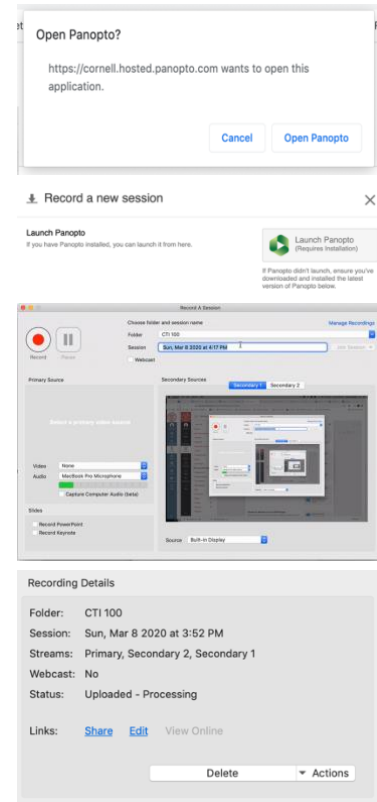 Open Panopto?
https://cornell.hosted.panopto.com wants to open this
application.
Cancel Open Panopto
Record a new session
Launch Panopto
If you have Panopto installed, you can launch it from here.
Launch Panopto
(Requires Installation)
If Panopto didn't launch, ensure you've
downloaded and installed the latest
version of Panopto below.
Record A Session
Choose folder and session name Manage Recordings
Folder CTI 100
Session Sun, Mar 8 2020 at 4:17 PM Join Session
Record Pause
Webcast
Primary Source Secondary Sources
Secondary 1 Secondary 2
Select a primary video source
Video None
Audio MacBook Pro Microphone
Capture Computer Audio (beta)
Slides
Record PowerPoint
Record Keynote
Source Built-in Display
Recording Details
Folder: CTI 100
Session: Sun, Mar 8 2020 at 3:52 PM
Streams: Primary, Secondary 2, Secondary 1
Webcast: No
Status: Uploaded - Processing
Links: Share Edit View Online
Delete Actions